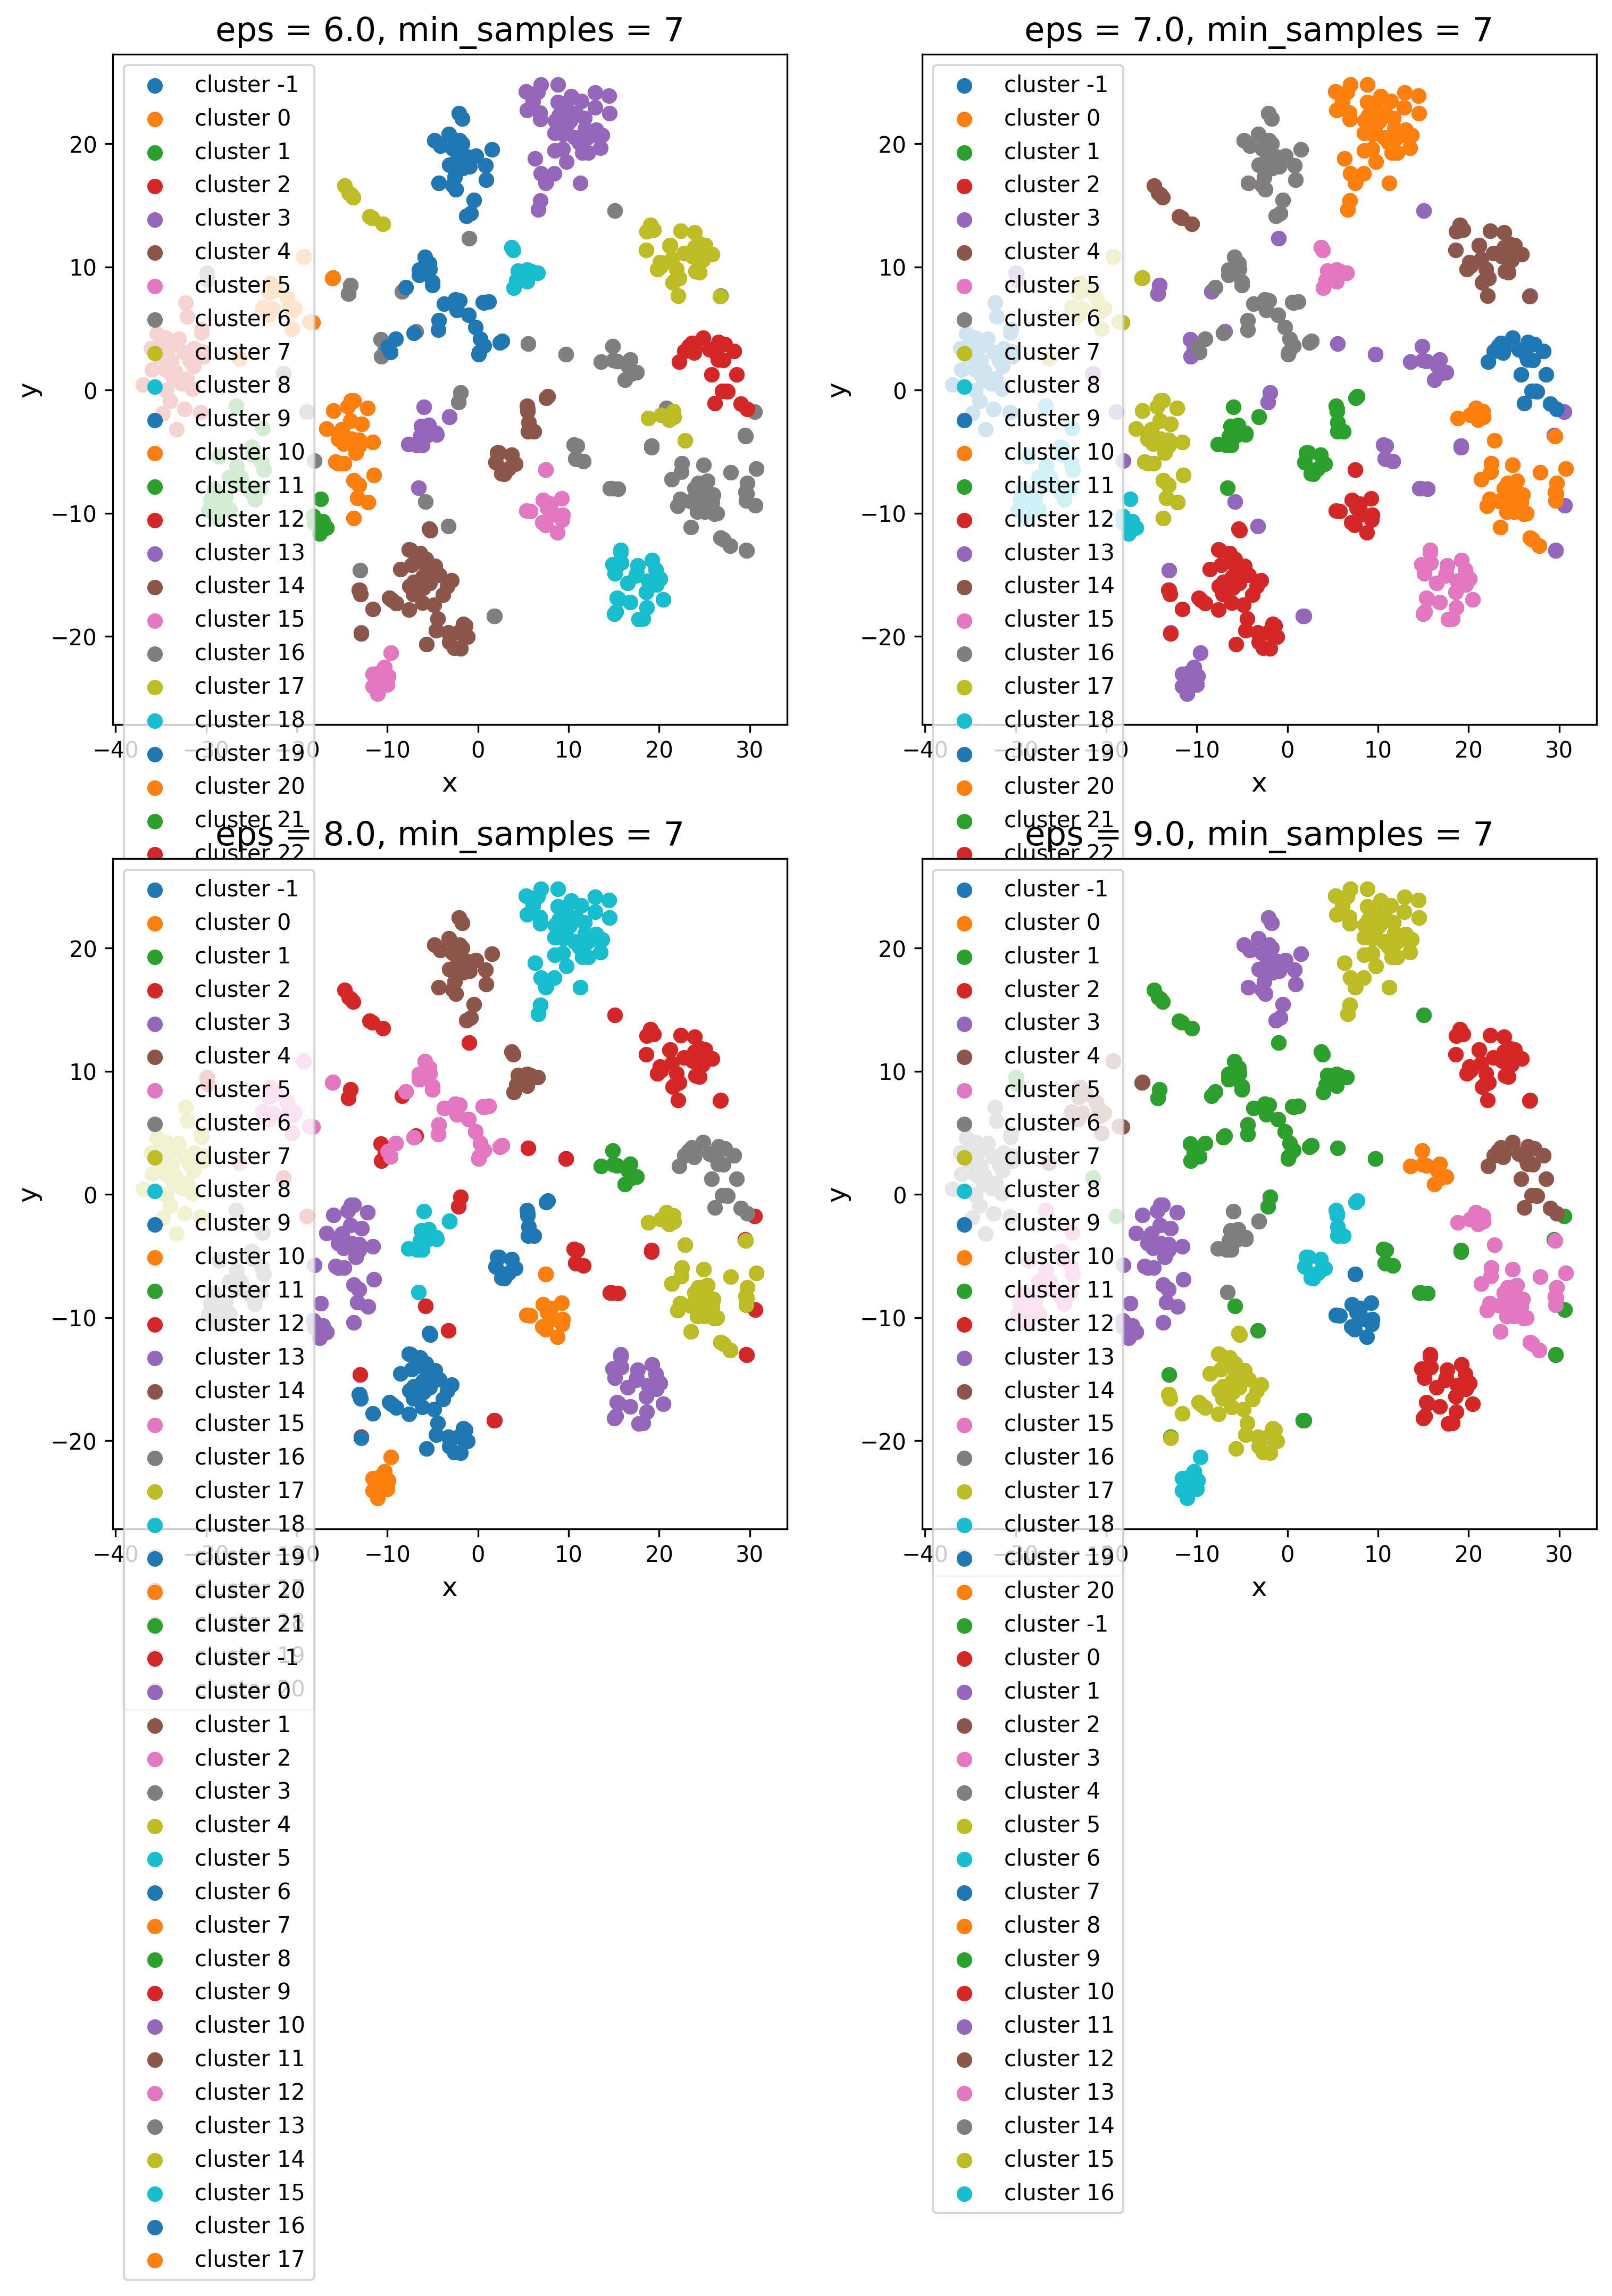 eps = 6.0, min_samples = 7
cluster -1
cluster 0
cluster 1
cluster 2
cluster 3
cluster 4
cluster 5
cluster 6
cluster 7
cluster 8
cluster 9
cluster 10
cluster 11
cluster 12
cluster 13
cluster 14
cluster 15
cluster 16
cluster 17
cluster 18
cluster 19
cluster 20
cluster 21
cluster 22
20
10
0
−10
−20
y
−40
−20
−10
0
10
20
30
x
eps = 7.0, min_samples = 7
cluster -1
cluster 0
cluster 1
cluster 2
cluster 3
cluster 4
cluster 5
cluster 6
cluster 7
cluster 8
cluster 9
cluster 10
cluster 11
cluster 12
cluster 13
cluster 14
cluster 15
cluster 16
cluster 17
cluster 18
cluster 19
cluster 20
cluster 21
cluster 22
20
10
0
−10
−20
y
−40
−20
−10
0
10
20
30
x
eps = 8.0, min_samples = 7
cluster -1
cluster 0
cluster 1
cluster 2
cluster 3
cluster 4
cluster 5
cluster 6
cluster 7
cluster 8
cluster 9
cluster 10
cluster 11
cluster 12
cluster 13
cluster 14
cluster 15
cluster 16
cluster 17
cluster 18
cluster 19
cluster 20
cluster 21
cluster -1
cluster 0
cluster 1
cluster 2
cluster 3
cluster 4
cluster 5
cluster 6
cluster 7
cluster 8
cluster 9
cluster 10
cluster 11
cluster 12
cluster 13
cluster 14
cluster 15
cluster 16
cluster 17
20
10
0
−10
−20
y
−40
−20
−10
0
10
20
30
x
eps = 9.0, min_samples = 7
cluster -1
cluster 0
cluster 1
cluster 2
cluster 3
cluster 4
cluster 5
cluster 6
cluster 7
cluster 8
cluster 9
cluster 10
cluster 11
cluster 12
cluster 13
cluster 14
cluster 15
cluster 16
cluster 17
cluster 18
cluster 19
cluster 20
cluster -1
cluster 0
cluster 1
cluster 2
cluster 3
cluster 4
cluster 5
cluster 6
cluster 7
cluster 8
cluster 9
cluster 10
cluster 11
cluster 12
cluster 13
cluster 14
cluster 15
cluster 16
20
10
0
−10
−20
y
−40
−20
−10
0
10
20
30
x